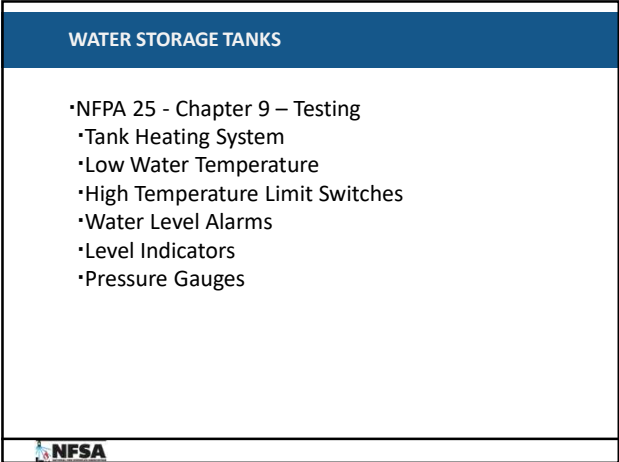 WATER STORAGE TANKS
▪NFPA 25 - Chapter 9 – Testing
▪Tank Heating System
▪Low Water Temperature
▪High Temperature Limit Switches
▪Water Level Alarms
▪Level Indicators
▪Pressure Gauges
NFSA